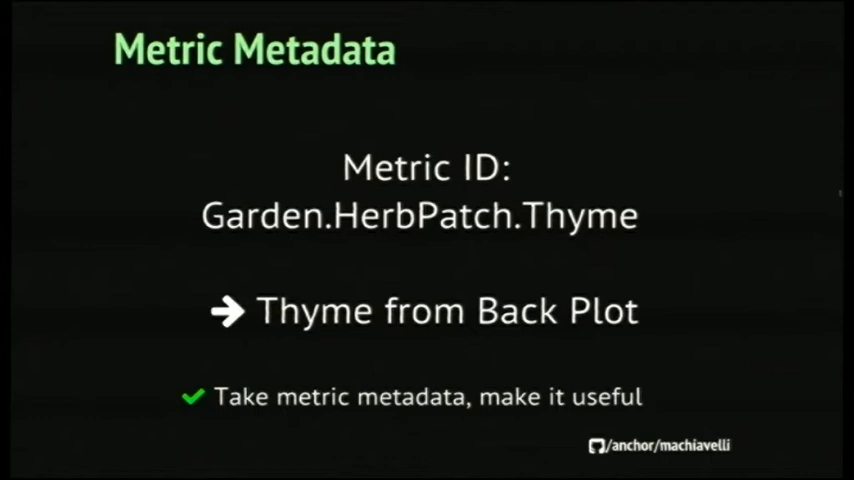 Metric Metadata
Metric ID:
Garden.HerbPatch.Thyme
Thyme from Back Plot
Take metric metadata, make it useful
/anchor/machiavelli